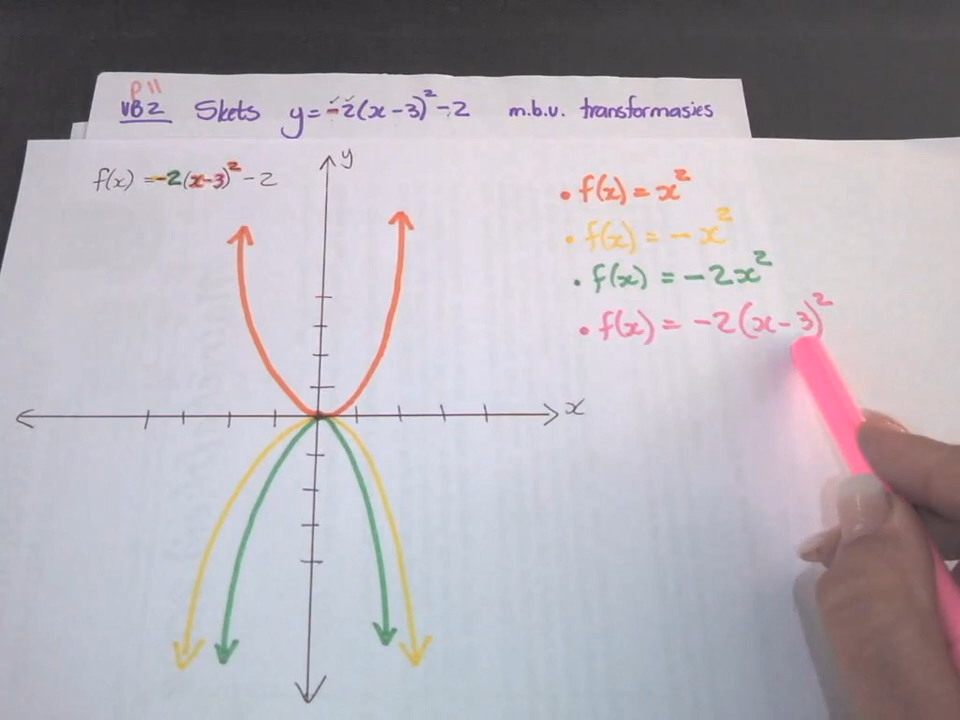 p11
VB2 Skets y = -2(x-3)² - 2 m.b.v. transformasies
f(x) = -2(x-3)² - 2
y
x
• f(x) = x²
• f(x) = - x²
• f(x) = -2x²
• f(x) = -2(x-3)²